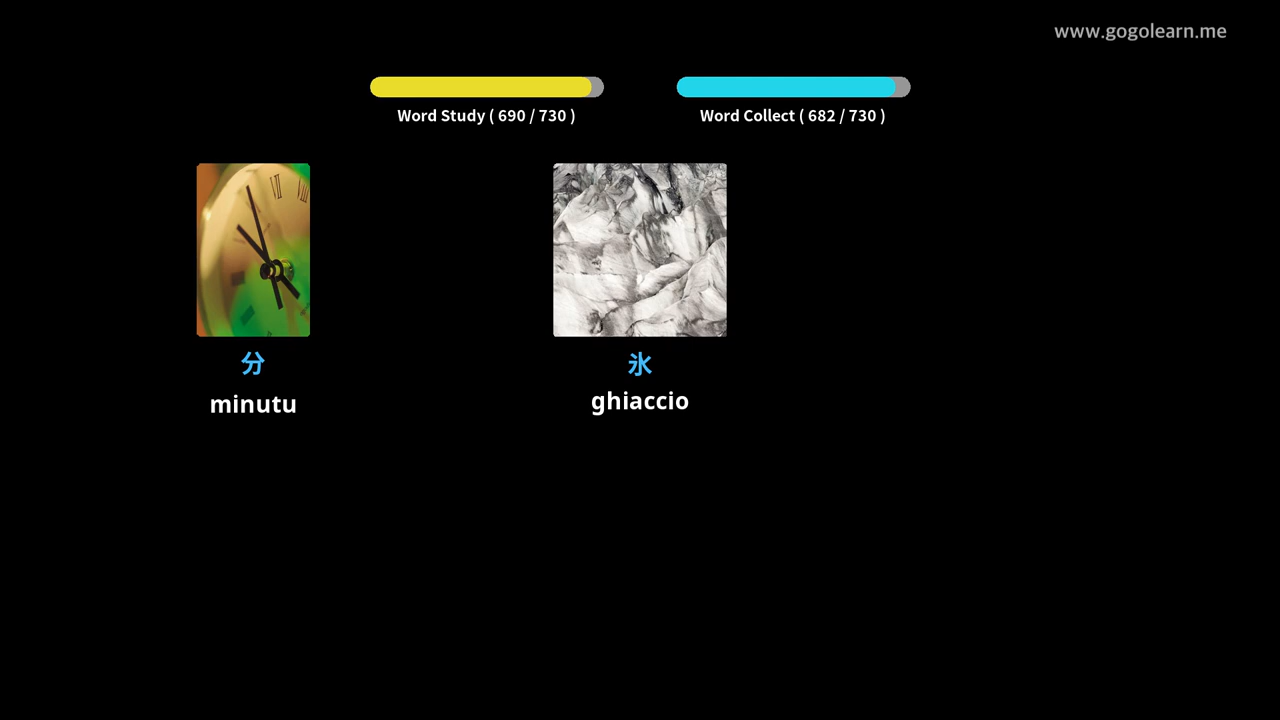 www.gogolearn.me
Word Study ( 690 / 730 )
Word Collect ( 682 / 730 )
分
minutu
氷
ghiaccio